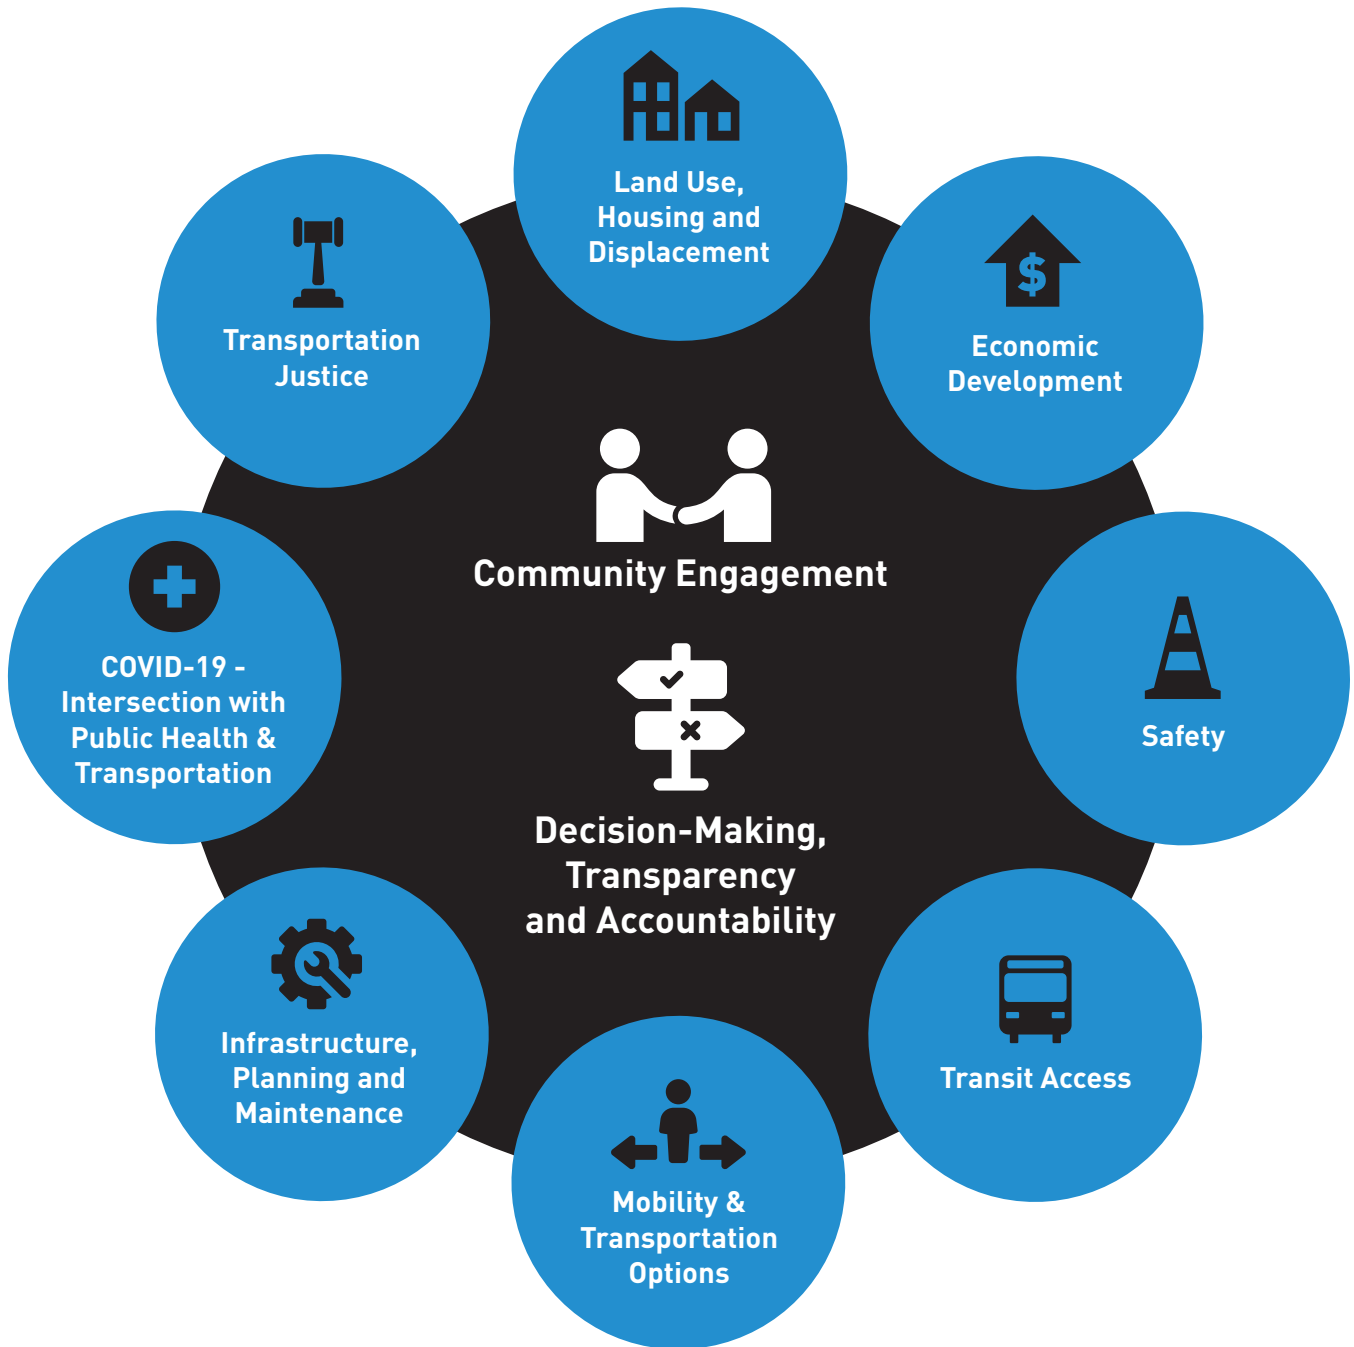 Land Use,
Housing and
Displacement
$
Economic
Development
Safety
Transit Access
Mobility &
Transportation
Options
Infrastructure,
Planning and
Maintenance
COVID-19 -
Intersection with
Public Health &
Transportation
Transportation
Justice
Community Engagement
Decision-Making,
Transparency
and Accountability